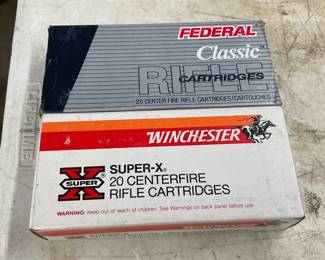 FEDERAL
Classic
RIFLE
CARTRIDGES
20 CENTER FIRE RIFLE CARTRIDGES/CARTOUCHES
WINCHESTER
X
SUPER
SUPER-X®
20 CENTERFIRE
RIFLE CARTRIDGES
WARNING: Keep out of reach of children. See Warnings on back panel before use.